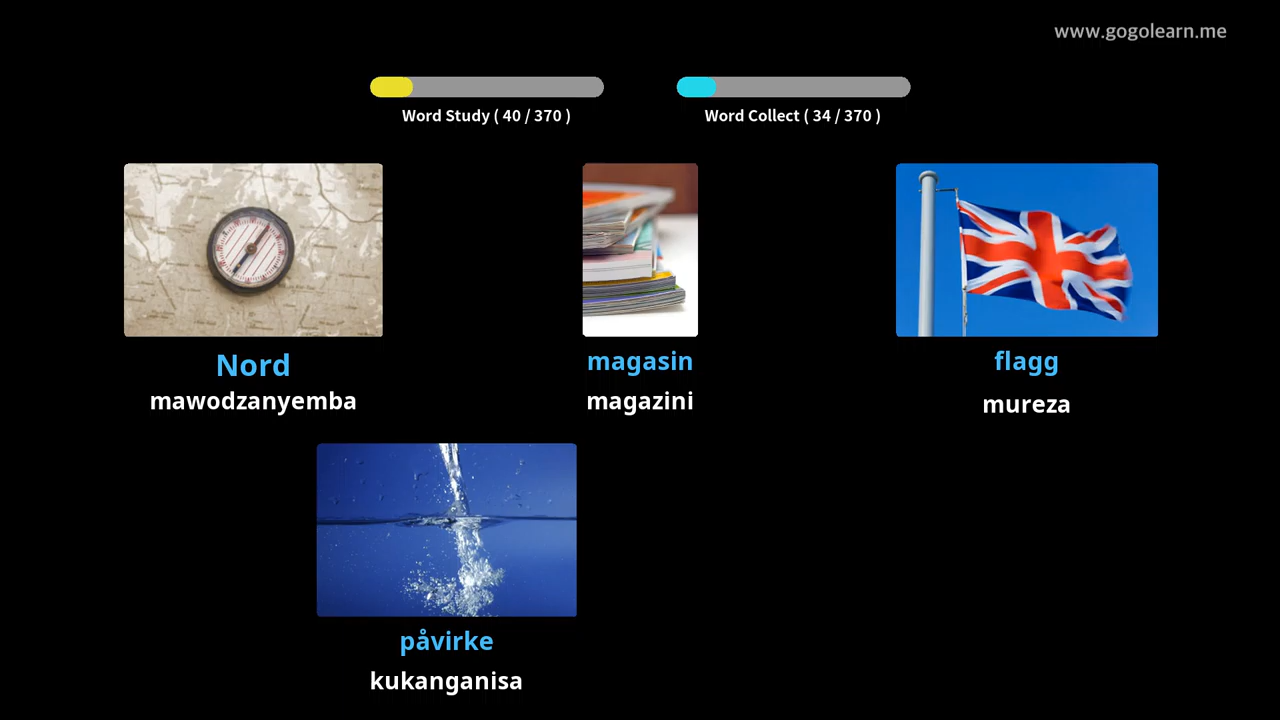 www.gogolearn.me
Word Study ( 40 / 370 )
Word Collect ( 34 / 370 )
Nord
mawodzanyemba
magasin
magazini
flagg
mureza
påvirke
kukanganisa